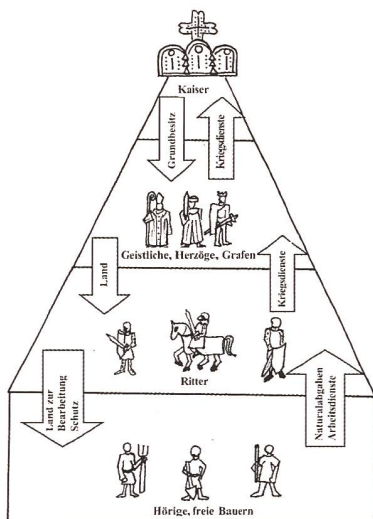 Kaiser
Grundbesitz
Kriegsdienste
Geistliche, Herzöge, Grafen
Land
Kriegsdienste
Ritter
Land zur
Bearbeitung
Schutz
Naturalabgaben
Arbeitsdienste
Hörige, freie Bauern